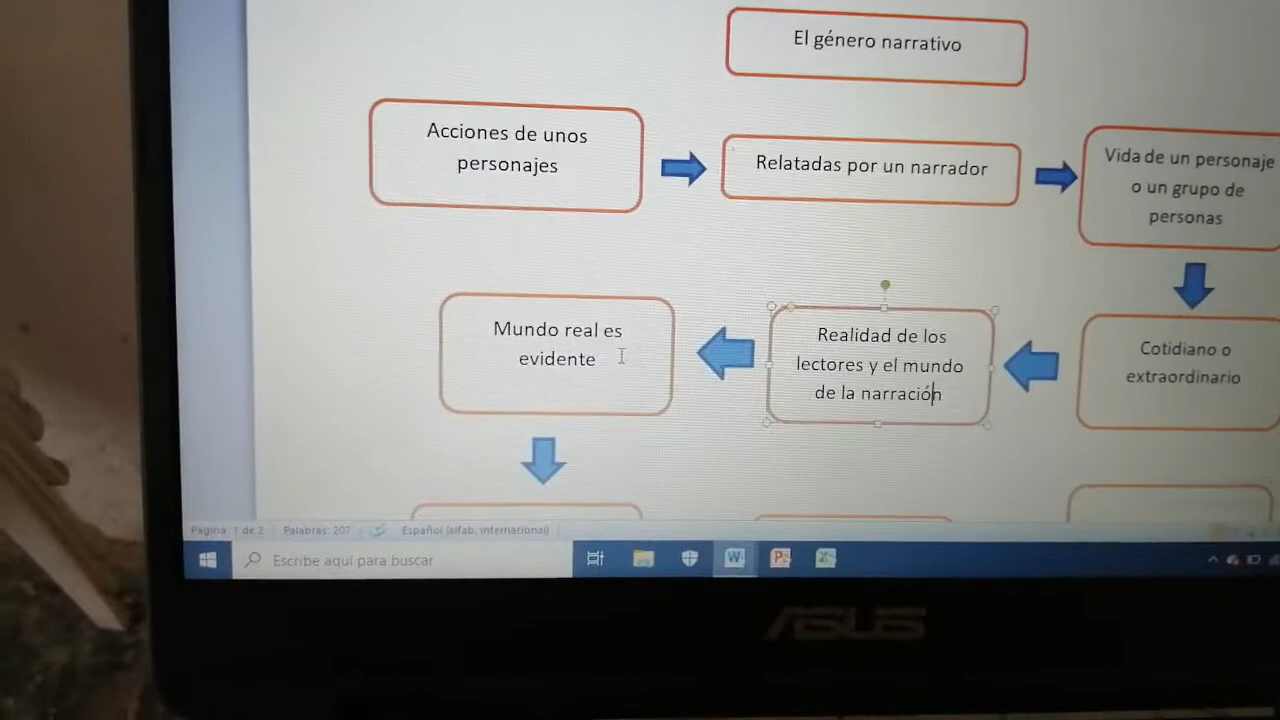 El género narrativo
Acciones de unos
personajes
Relatadas por un narrador
Vida de un personaje
o un grupo de
personas
Mundo real es
evidente
Realidad de los
lectores y el mundo
de la narración
Cotidiano o
extraordinario
Página: 1 de 2
Palabras: 207
Español (alfab. internacional)
Escribe aquí para buscar
ASUS